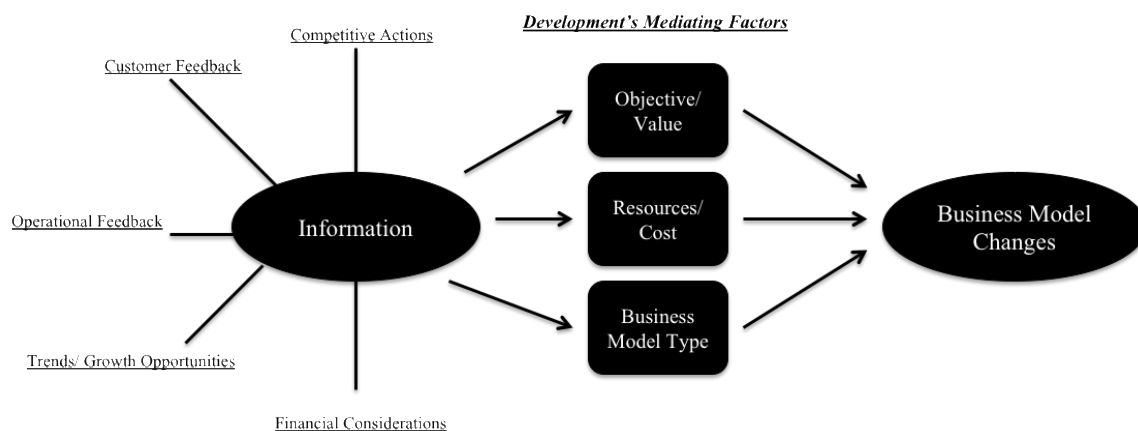 Development's Mediating Factors
Competitive Actions
Customer Feedback
Operational Feedback
Trends/ Growth Opportunities
Financial Considerations
Information
Objective/
Value
Resources/
Cost
Business
Model Type
Business Model
Changes